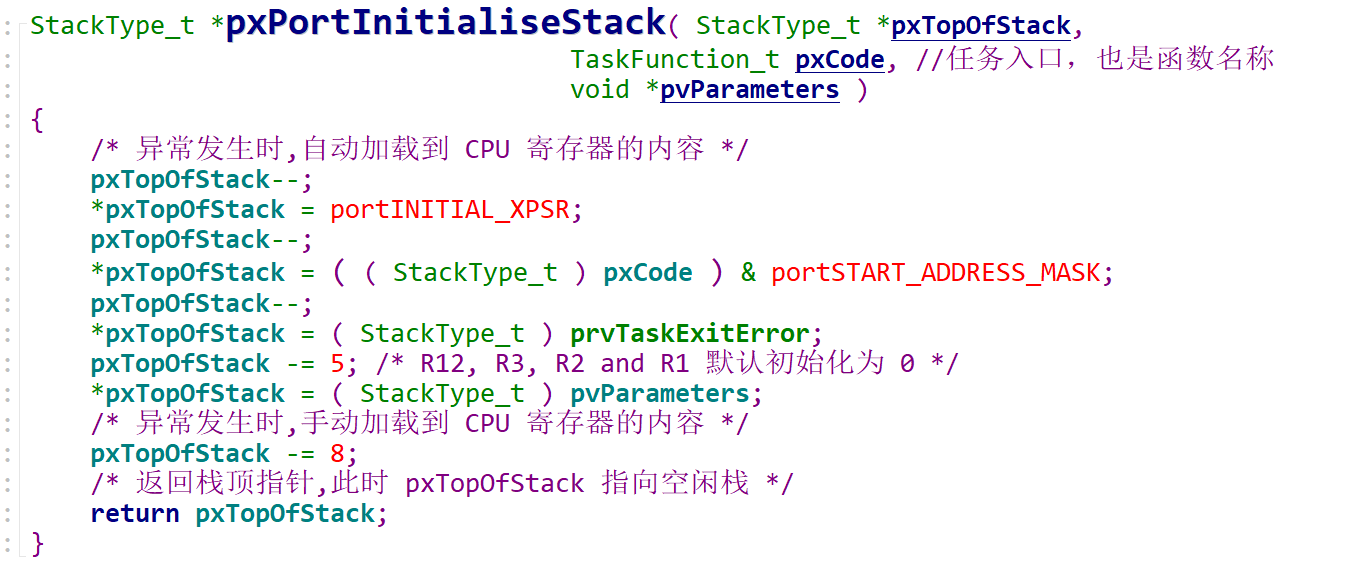 StackType_t *pxPortInitialiseStack( StackType_t *pxTopOfStack,
TaskFunction_t pxCode, //任务入口，也是函数名称
void *pvParameters )
{
/* 异常发生时,自动加载到 CPU 寄存器的内容 */
pxTopOfStack--;
*pxTopOfStack = portINITIAL_XPSR;
pxTopOfStack--;
*pxTopOfStack = ( ( StackType_t ) pxCode ) & portSTART_ADDRESS_MASK;
pxTopOfStack--;
*pxTopOfStack = ( StackType_t ) prvTaskExitError;
pxTopOfStack -= 5; /* R12, R3, R2 and R1 默认初始化为 0 */
*pxTopOfStack = ( StackType_t ) pvParameters;
/* 异常发生时,手动加载到 CPU 寄存器的内容 */
pxTopOfStack -= 8;
/* 返回栈顶指针,此时 pxTopOfStack 指向空闲栈 */
return pxTopOfStack;
}